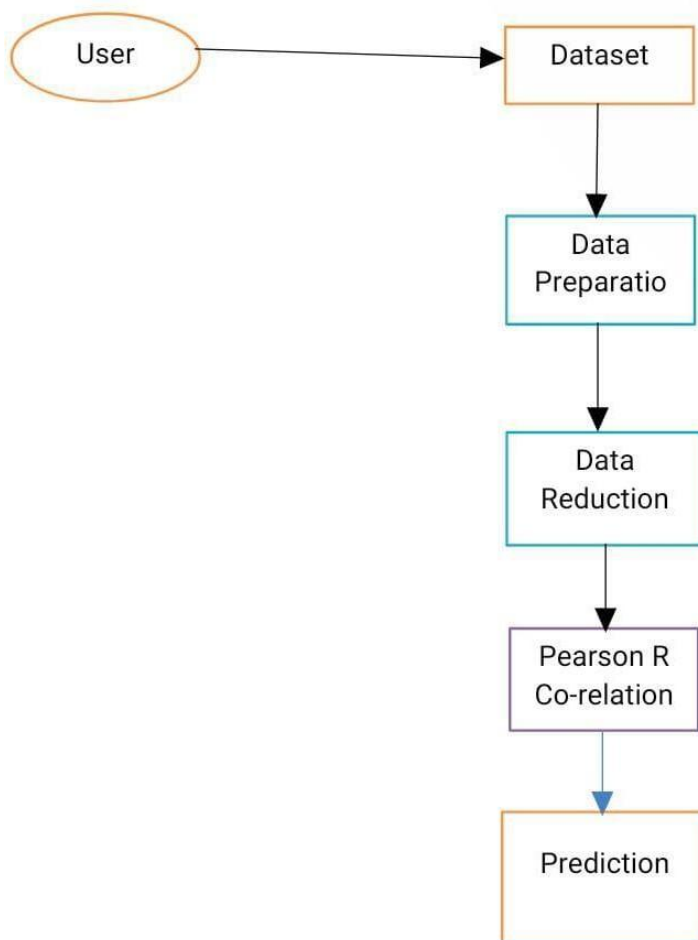 User
Dataset
Data
Preparatio
Data
Reduction
Pearson R
Co-relation
Prediction